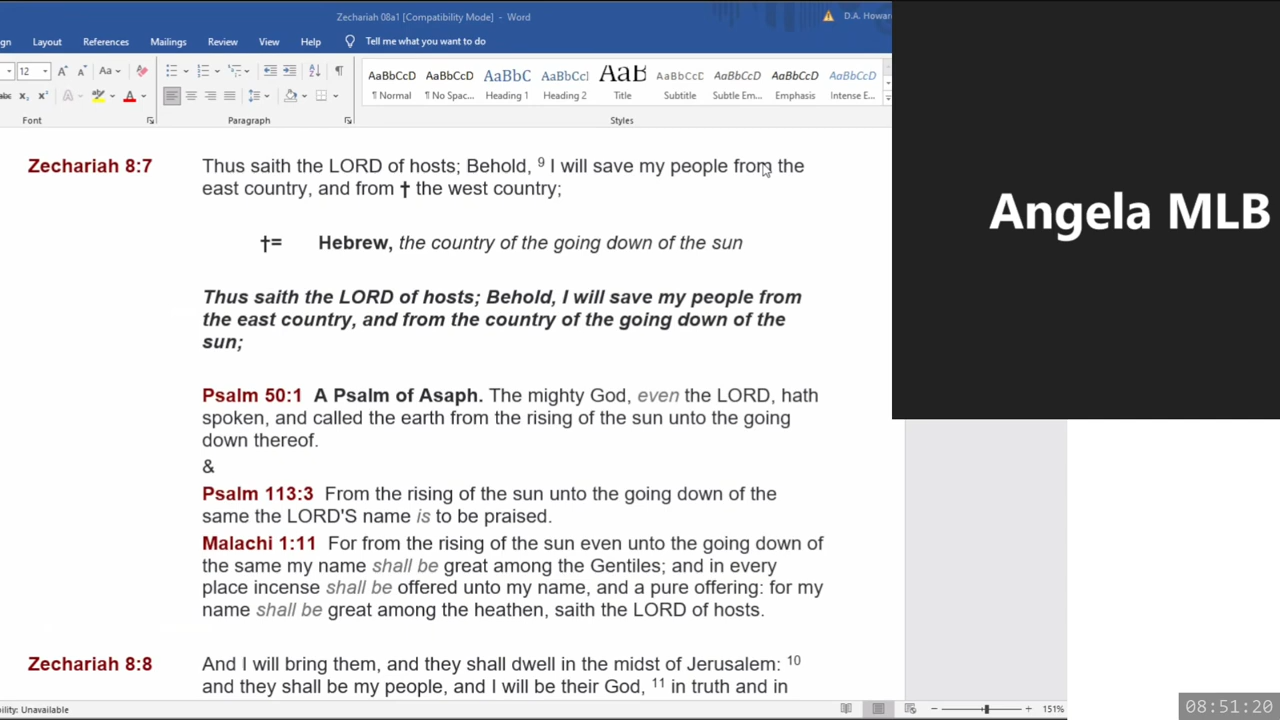 Zechariah 08a1 [Compatibility Mode] - Word
D.A. Howar
gn Layout References Mailings Review View Help Tell me what you want to do
12 Aa
AaBbCcD AaBbCcD AaBbC AaBbCcl AaB AaBbCcD AaBbCcD AaBbCcD AaBbCcD
¶ Normal ¶ No Spac... Heading 1 Heading 2 Title Subtitle Subtle Em... Emphasis Intense E...
Font Paragraph Styles
Zechariah 8:7 Thus saith the LORD of hosts; Behold, 9 I will save my people from the
east country, and from † the west country;
†= Hebrew, the country of the going down of the sun
Thus saith the LORD of hosts; Behold, I will save my people from
the east country, and from the country of the going down of the
sun;
Psalm 50:1 A Psalm of Asaph. The mighty God, even the LORD, hath
spoken, and called the earth from the rising of the sun unto the going
down thereof.
&
Psalm 113:3 From the rising of the sun unto the going down of the
same the LORD'S name is to be praised.
Malachi 1:11 For from the rising of the sun even unto the going down of
the same my name shall be great among the Gentiles; and in every
place incense shall be offered unto my name, and a pure offering: for my
name shall be great among the heathen, saith the LORD of hosts.
Zechariah 8:8 And I will bring them, and they shall dwell in the midst of Jerusalem: 10
and they shall be my people, and I will be their God, 11 in truth and in
ility: Unavailable
151%
Angela MLB
08:51:20